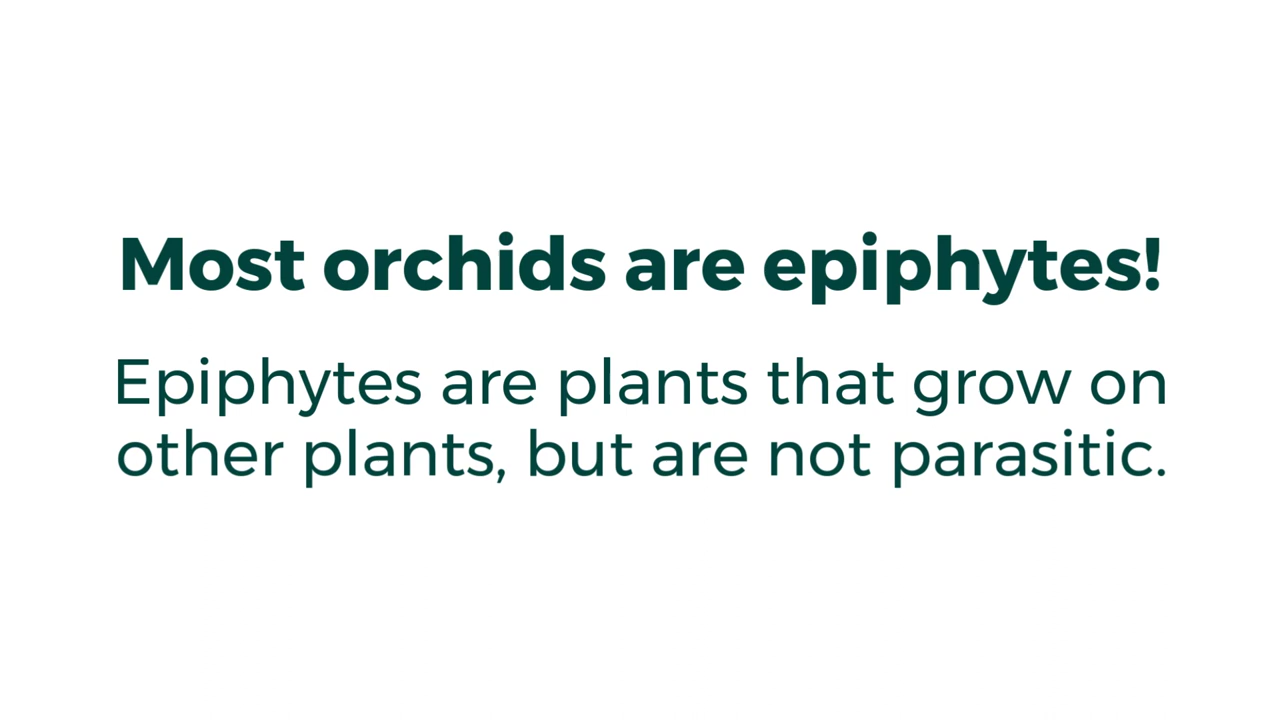 Most orchids are epiphytes!
Epiphytes are plants that grow on
other plants, but are not parasitic.